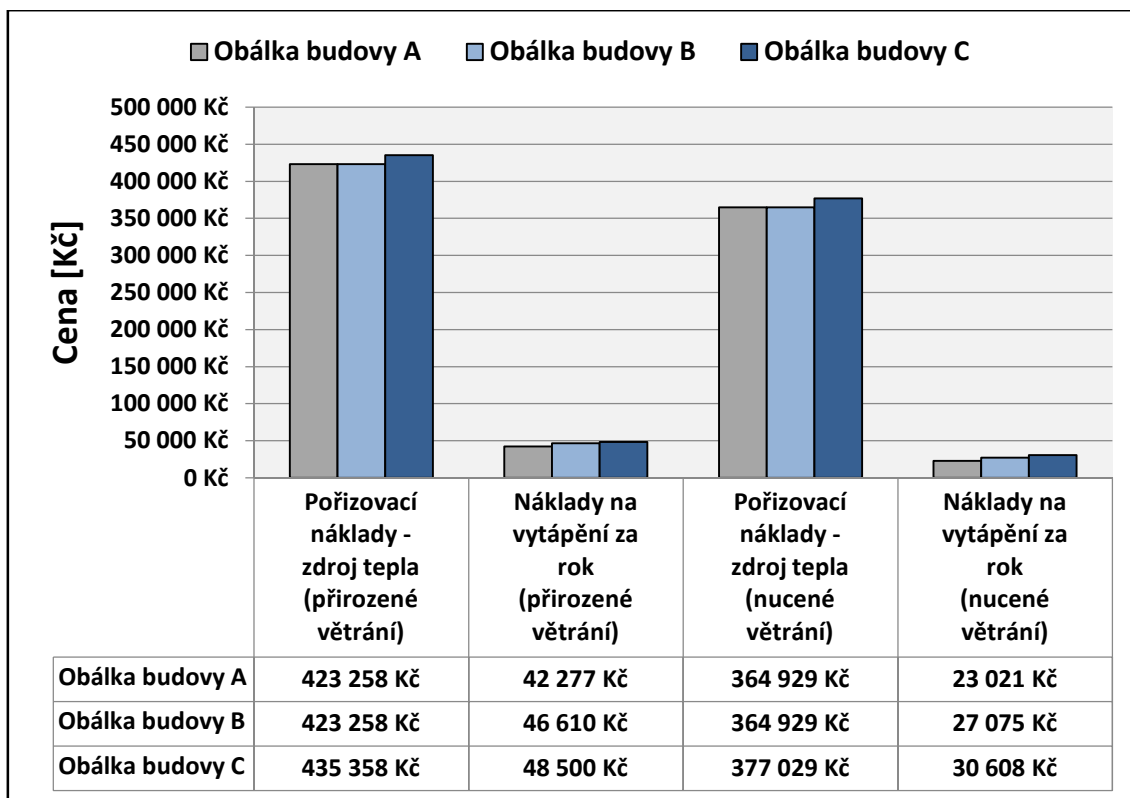 Obálka budovy A Obálka budovy B Obálka budovy C
Cena [Kč]
500 000 Kč
450 000 Kč
400 000 Kč
350 000 Kč
300 000 Kč
250 000 Kč
200 000 Kč
150 000 Kč
100 000 Kč
50 000 Kč
0 Kč
Pořizovací
náklady -
zdroj tepla
(přirozené
větrání)
Náklady na
vytápění za
rok
(přirozené
větrání)
Pořizovací
náklady -
zdroj tepla
(nucené
větrání)
Náklady na
vytápění za
rok
(nucené
větrání)
Obálka budovy A 423 258 Kč 42 277 Kč 364 929 Kč 23 021 Kč
Obálka budovy B 423 258 Kč 46 610 Kč 364 929 Kč 27 075 Kč
Obálka budovy C 435 358 Kč 48 500 Kč 377 029 Kč 30 608 Kč